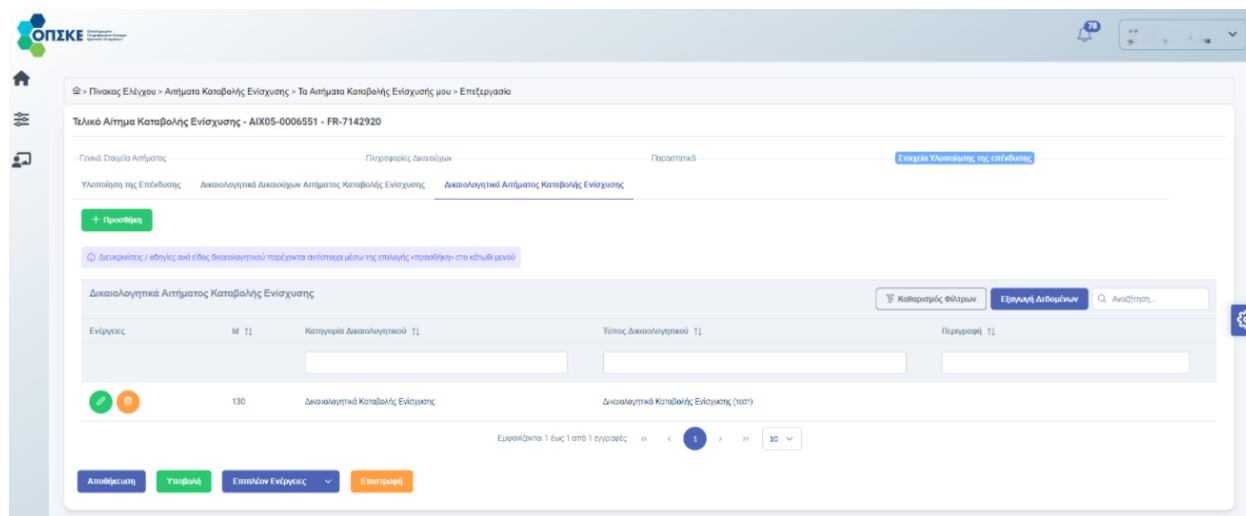 78
ΟΠΣΚΕ
> Πίνακας Ελέγχου > Αιτήματα Καταβολής Ενίσχυσης > Τα Αιτήματα Καταβολής Ενίσχυσής μου > Επεξεργασία
Τελικό Αίτημα Καταβολής Ενίσχυσης - ΑΙΧ05-0006551 - FR-7142920
Γενικά Στοιχεία Αιτήματος Πληροφορίες Δικαιούχων Παραστατικά Στοιχεία Υλοποίησης της επένδυσης
Υλοποίηση της Επένδυσης Δικαιολογητικά Δικαιούχων Αιτήματος Καταβολής Ενίσχυσης Δικαιολογητικά Αιτήματος Καταβολής Ενίσχυσης
+ Προσθήκη
Διευκρινίσεις / οδηγίες ανά είδος δικαιολογητικού παρέχονται αντίστοιχα μέσω της επιλογής «προσθήκη» στο κάτωθι μενού
Δικαιολογητικά Αιτήματος Καταβολής Ενίσχυσης Καθαρισμός Φίλτρων Εξαγωγή Δεδομένων Αναζήτηση...
Ενέργειες Id Κατηγορία Δικαιολογητικού Τύπος Δικαιολογητικού Περιγραφή
130 Δικαιολογητικά Καταβολής Ενίσχυσης Δικαιολογητικά Καταβολής Ενίσχυσης (τεστ)
Εμφανίζονται 1 έως 1 από 1 εγγραφές « ‹ 1 › » 10
Αποθήκευση Υποβολή Επιπλέον Ενέργειες Επιστροφή